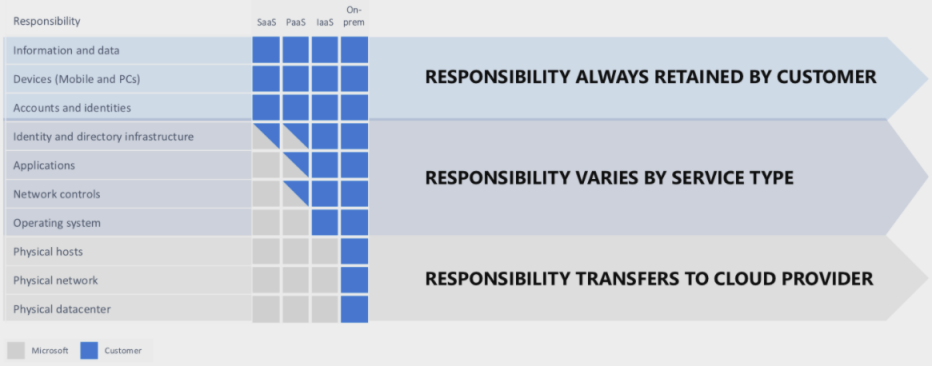 Responsibility SaaS PaaS IaaS On-
prem
Information and data
Devices (Mobile and PCs)
Accounts and identities
RESPONSIBILITY ALWAYS RETAINED BY CUSTOMER
Identity and directory infrastructure
Applications
Network controls
Operating system
RESPONSIBILITY VARIES BY SERVICE TYPE
Physical hosts
Physical network
Physical datacenter
RESPONSIBILITY TRANSFERS TO CLOUD PROVIDER
Microsoft Customer